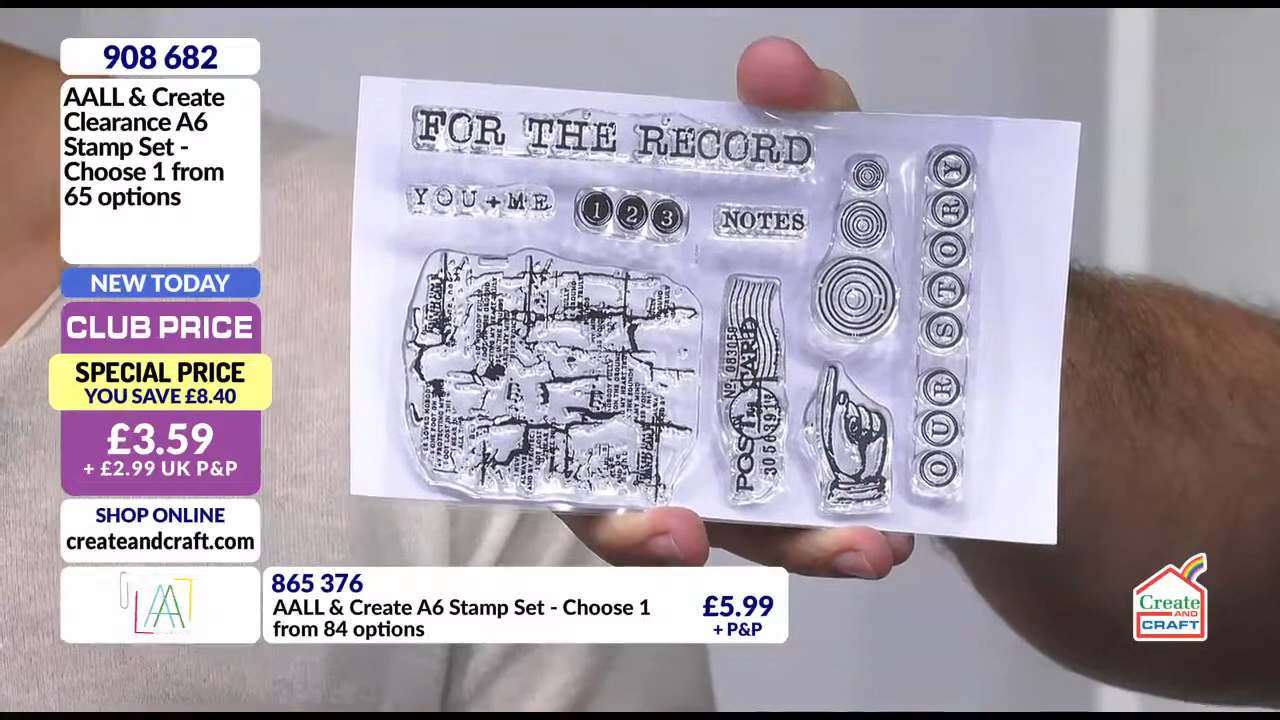 908 682
AALL & Create
Clearance A6
Stamp Set -
Choose 1 from
65 options
NEW TODAY
CLUB PRICE
SPECIAL PRICE
YOU SAVE £8.40
£3.59
+ £2.99 UK P&P
SHOP ONLINE
createandcraft.com
AA
865 376
AALL & Create A6 Stamp Set - Choose 1
from 84 options
£5.99
+ P&P
FOR THE RECORD
YOU+ME
1 2 3
NOTES
No. 083058
POST CARD
OUR STORY
Create
AND
CRAFT